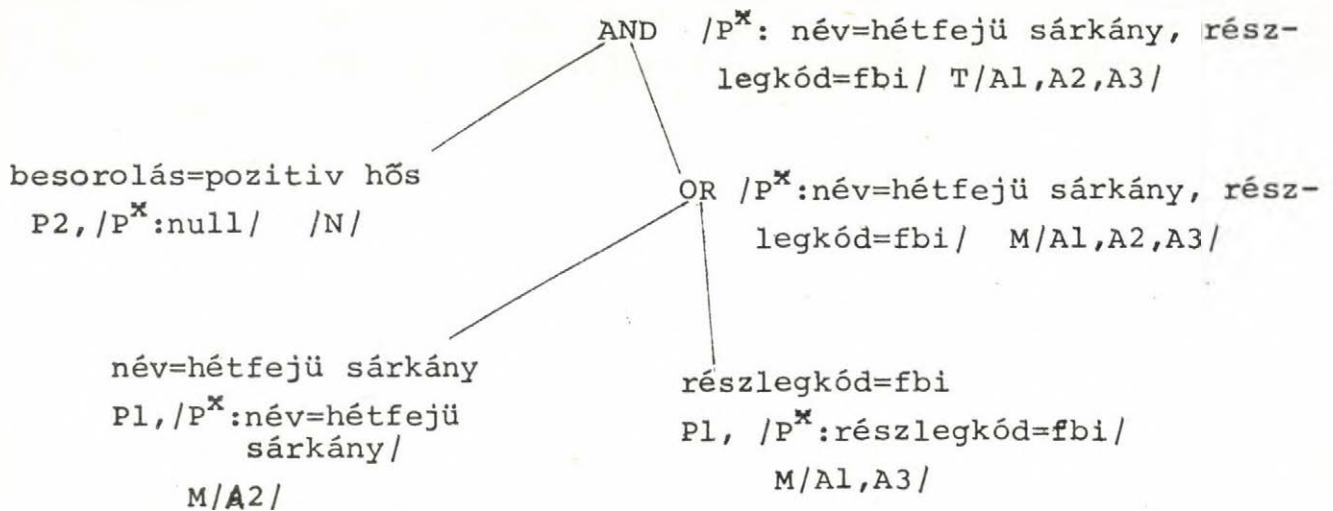 AND /P^x: név=hétfejü sárkány, rész-
legkód=fbi/ T/A1,A2,A3/
besorolás=pozitiv hős
P2,/P^x:null/ /N/
OR /P^x:név=hétfejü sárkány, rész-
legkód=fbi/ M/A1,A2,A3/
név=hétfejü sárkány
P1,/P^x:név=hétfejü
sárkány/
M/A2/
részlegkód=fbi
P1, /P^x:részlegkód=fbi/
M/A1,A3/